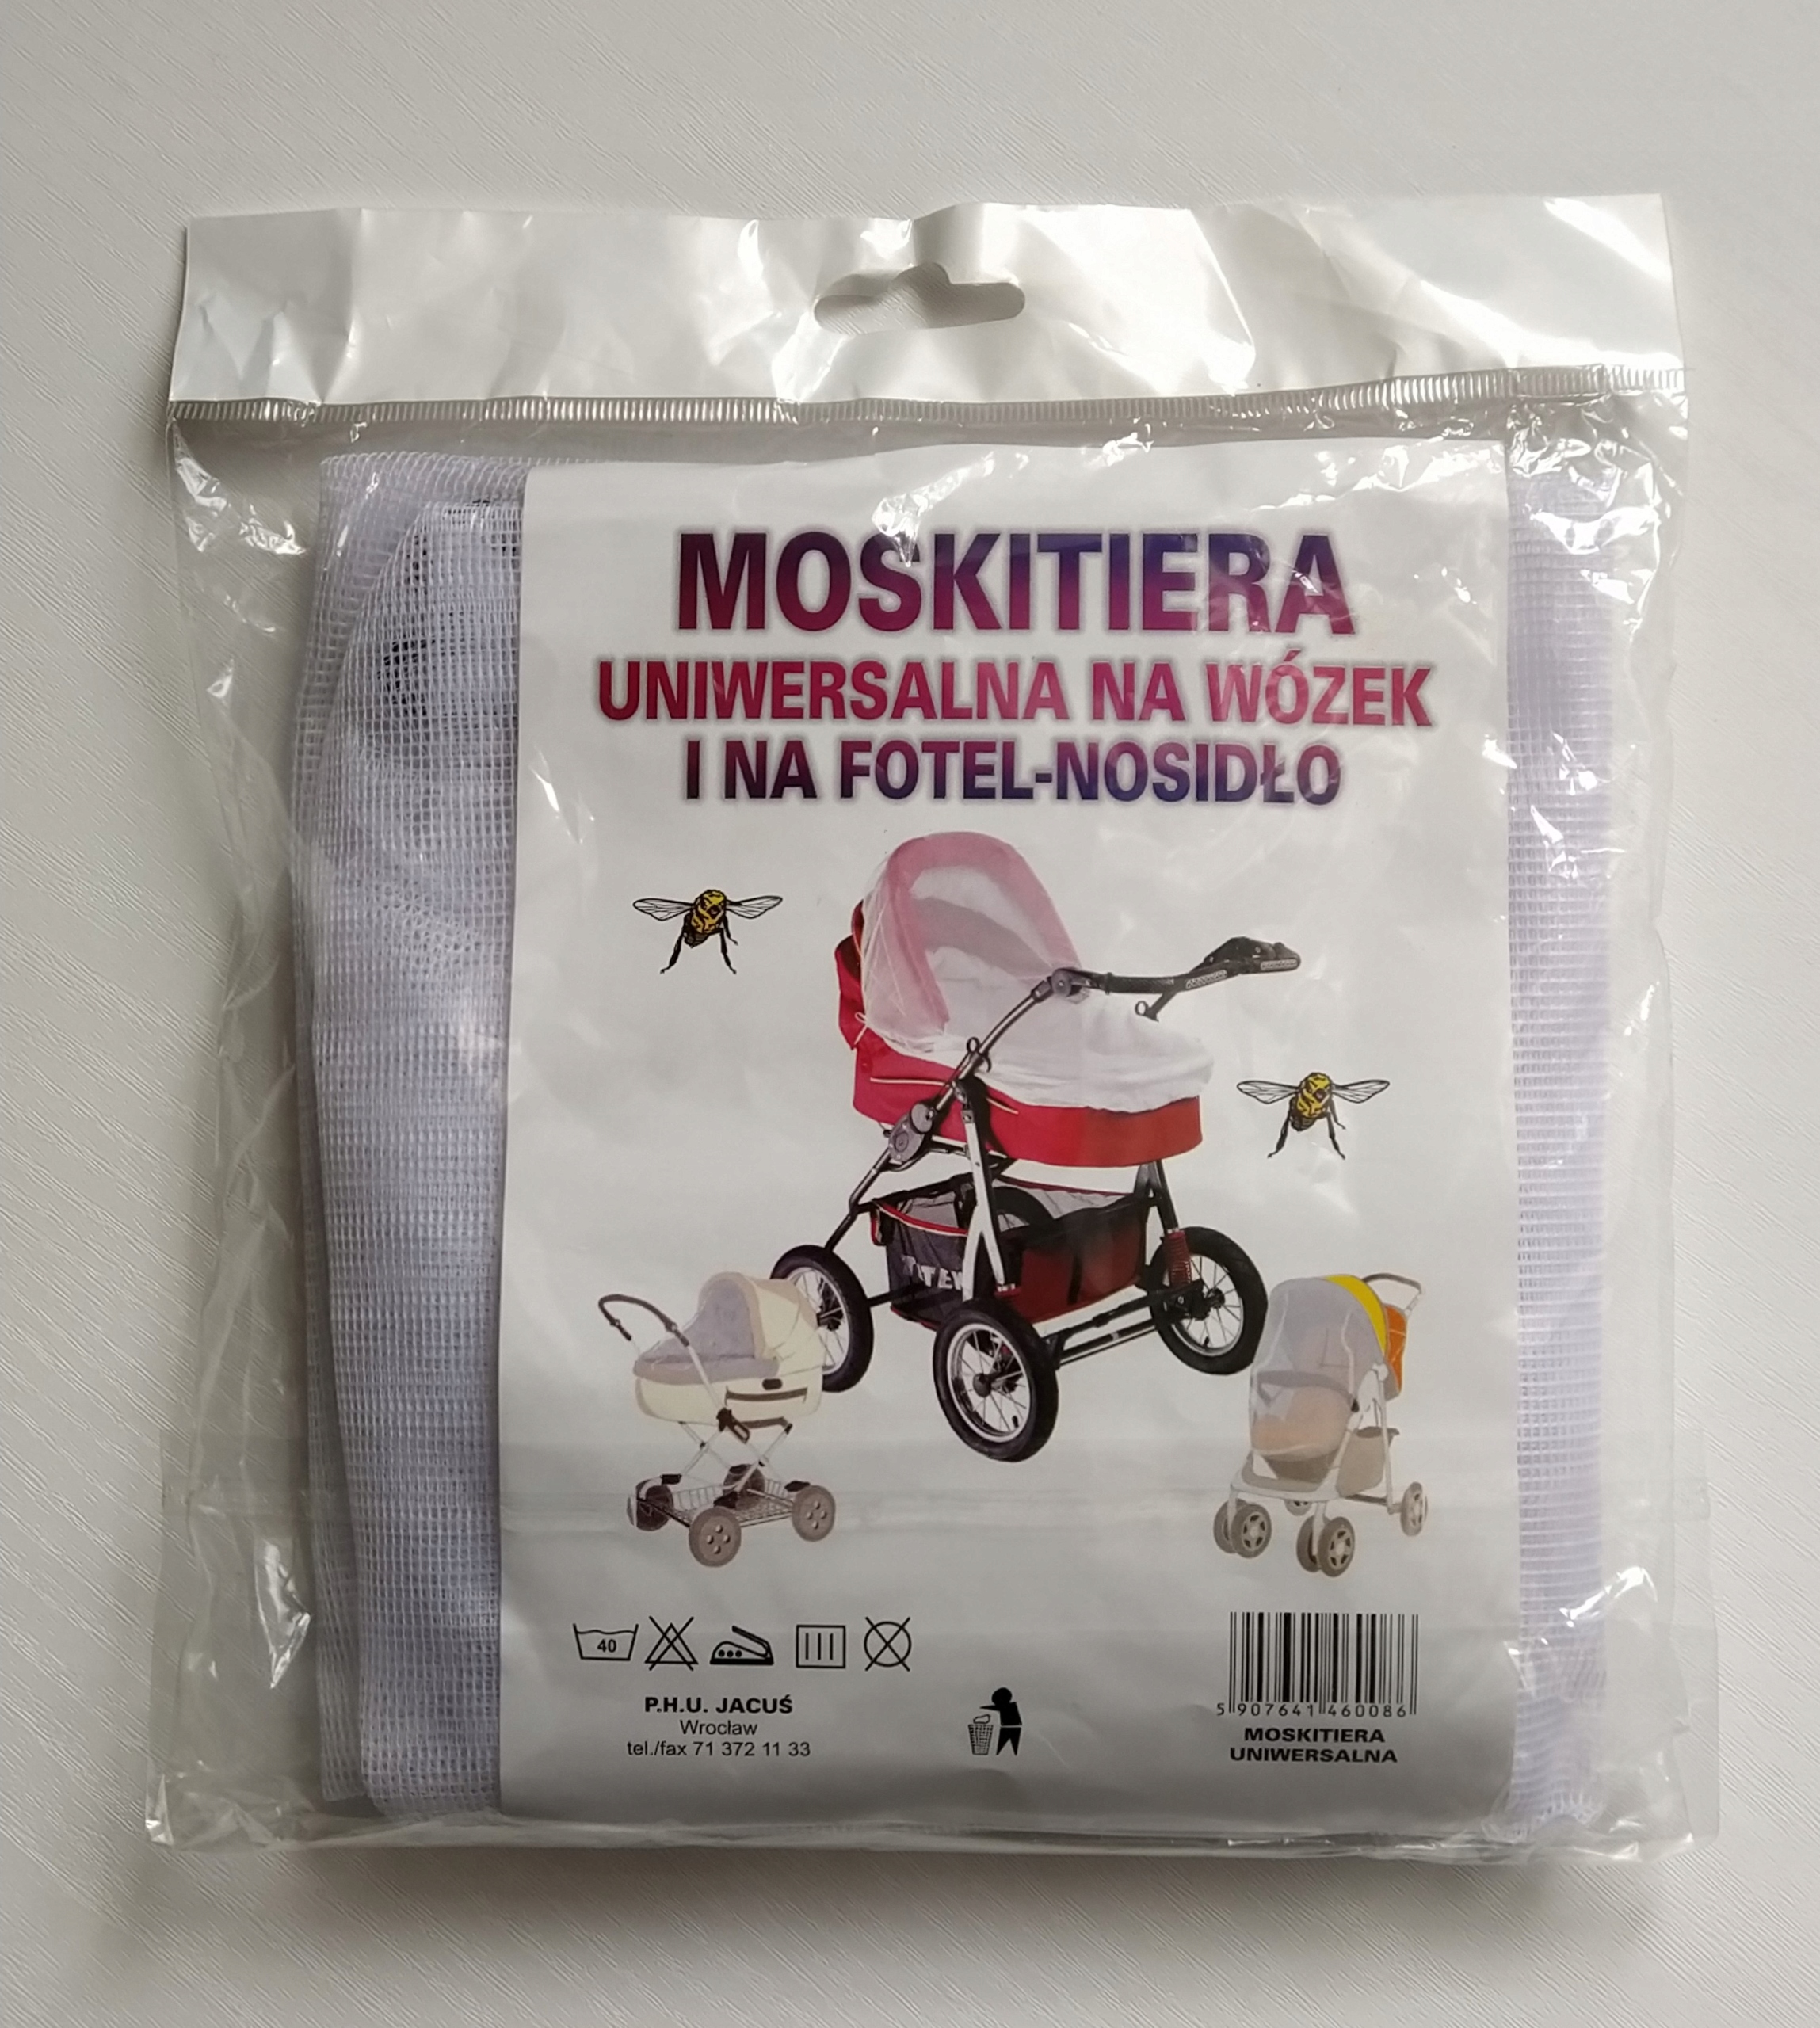 MOSKITIERA
UNIWERSALNA NA WÓZEK
I NA FOTEL-NOSIDŁO
40
P.H.U. JACUŚ
Wrocław
tel./fax 71 372 11 33
5 907641 460086
MOSKITIERA
UNIWERSALNA